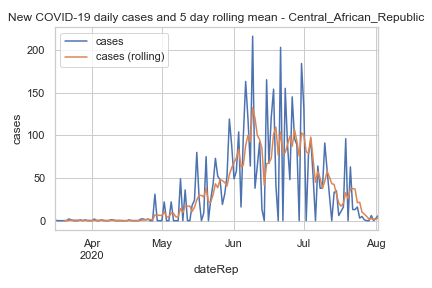 New COVID-19 daily cases and 5 day rolling mean - Central_African_Republic
cases
cases (rolling)
200
150
100
50
0
cases
Apr
2020
May
Jun
Jul
Aug
dateRep